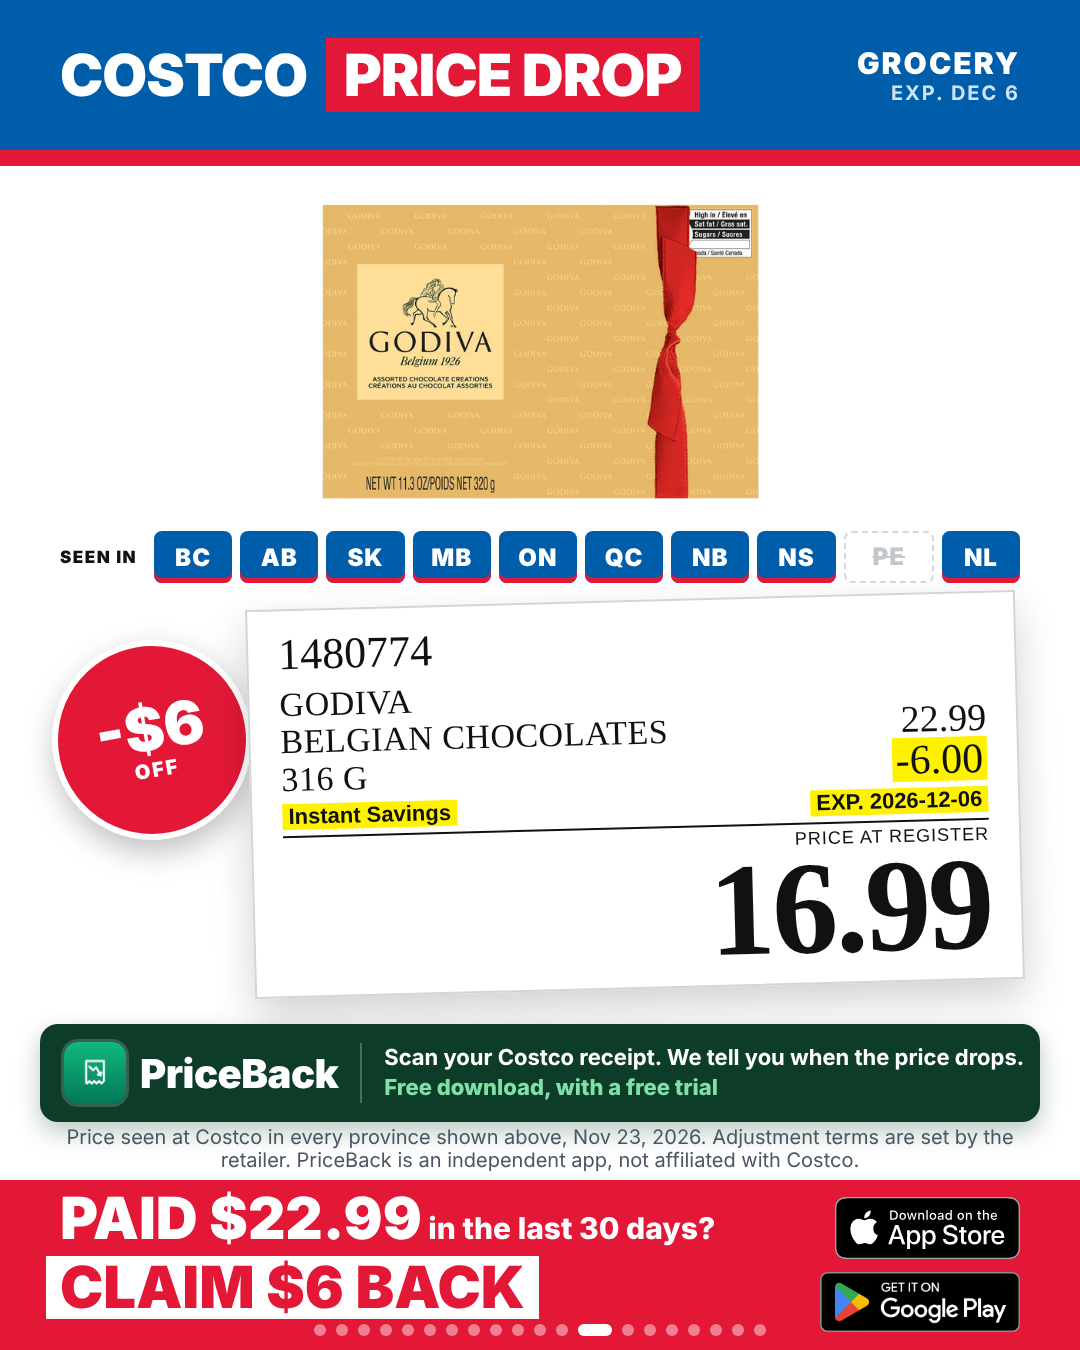 COSTCO PRICE DROP
GROCERY
EXP. DEC 6
High in / Élevé en
Sat fat / Gras sat.
Sugars / Sucres
GODIVA
Belgium 1926
ASSORTED CHOCOLATE CREATIONS
CRÉATIONS AU CHOCOLAT ASSORTIES
NET WT 11.3 OZ/POIDS NET 320 g
SEEN IN BC AB SK MB ON QC NB NS PE NL
-$6
OFF
1480774
GODIVA
BELGIAN CHOCOLATES
316 G
Instant Savings
22.99
-6.00
EXP. 2026-12-06
PRICE AT REGISTER
16.99
PriceBack
Scan your Costco receipt. We tell you when the price drops.
Free download, with a free trial
Price seen at Costco in every province shown above, Nov 23, 2026. Adjustment terms are set by the
retailer. PriceBack is an independent app, not affiliated with Costco.
PAID $22.99 in the last 30 days?
CLAIM $6 BACK
Download on the
App Store
GET IT ON
Google Play